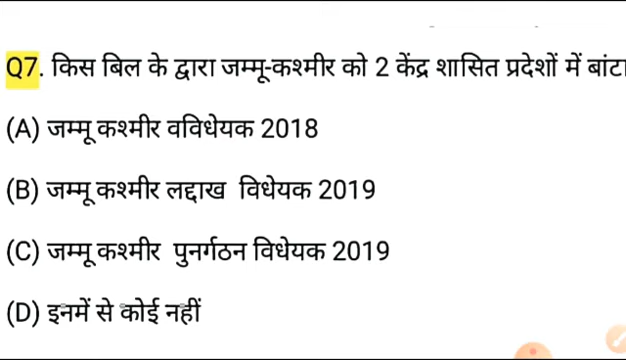 Q7. किस बिल के द्वारा जम्मू-कश्मीर को 2 केंद्र शासित प्रदेशों में बांटा
(A) जम्मू कश्मीर वविधेयक 2018
(B) जम्मू कश्मीर लद्दाख विधेयक 2019
(C) जम्मू कश्मीर पुनर्गठन विधेयक 2019
(D) इनमें से कोई नहीं